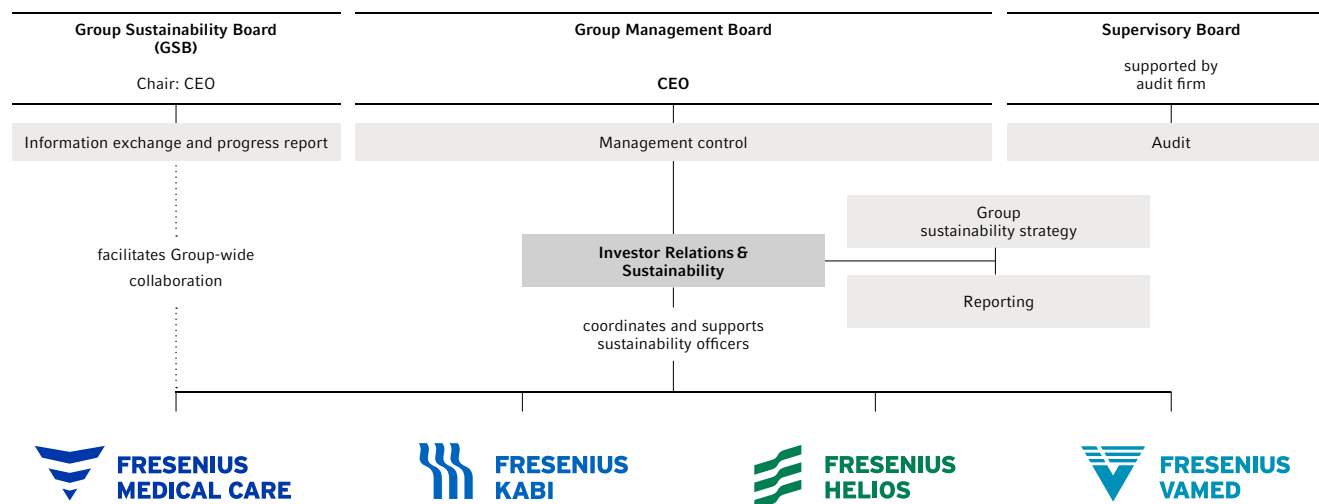 Group Sustainability Board
(GSB)
Chair: CEO
Information exchange and progress report
facilitates Group-wide
collaboration
Group Management Board
CEO
Management control
Investor Relations &
Sustainability
coordinates and supports
sustainability officers
Group
sustainability strategy
Reporting
Supervisory Board
supported by
audit firm
Audit
FRESENIUS
MEDICAL CARE
FRESENIUS
KABI
FRESENIUS
HELIOS
FRESENIUS
VAMED